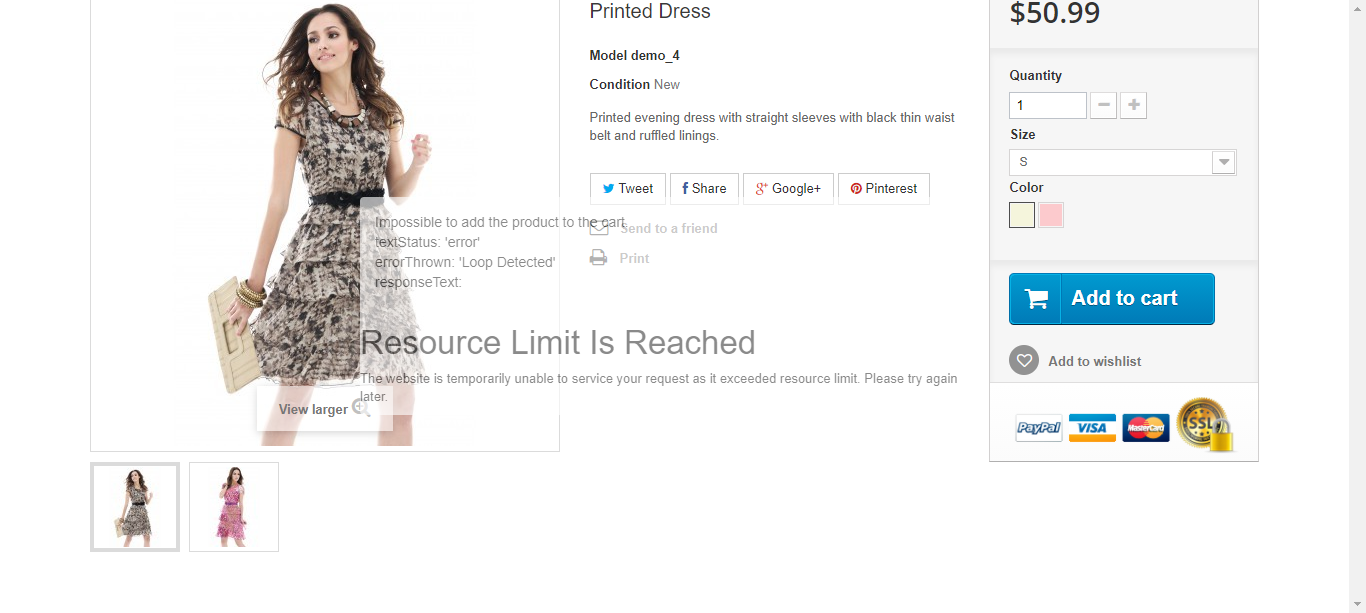 Printed Dress
Model demo_4
Condition New
Printed evening dress with straight sleeves with black thin waist
belt and ruffled linings.
Tweet
Share
Google+
Pinterest
Send to a friend
Print
Impossible to add the product to the cart.
textStatus: 'error'
errorThrown: 'Loop Detected'
responseText:
Resource Limit Is Reached
The website is temporarily unable to service your request as it exceeded resource limit. Please try again
later.
View larger
$50.99
Quantity
1
Size
S
Color
Add to cart
Add to wishlist
PayPal
VISA
MasterCard
SSL